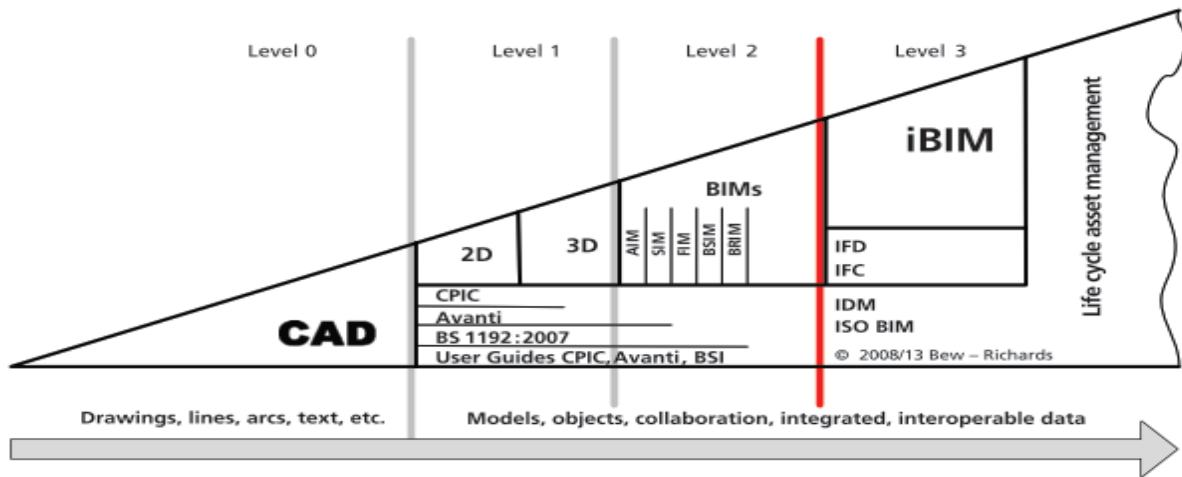 Level 0
Level 1
Level 2
Level 3
CAD
2D
3D
BIMs
AIM
SIM
FIM
BSIM
BRIM
iBIM
IFD
IFC
IDM
ISO BIM
CPIC
Avanti
BS 1192:2007
User Guides CPIC, Avanti, BSI
© 2008/13 Bew – Richards
Life cycle asset management
Drawings, lines, arcs, text, etc.
Models, objects, collaboration, integrated, interoperable data